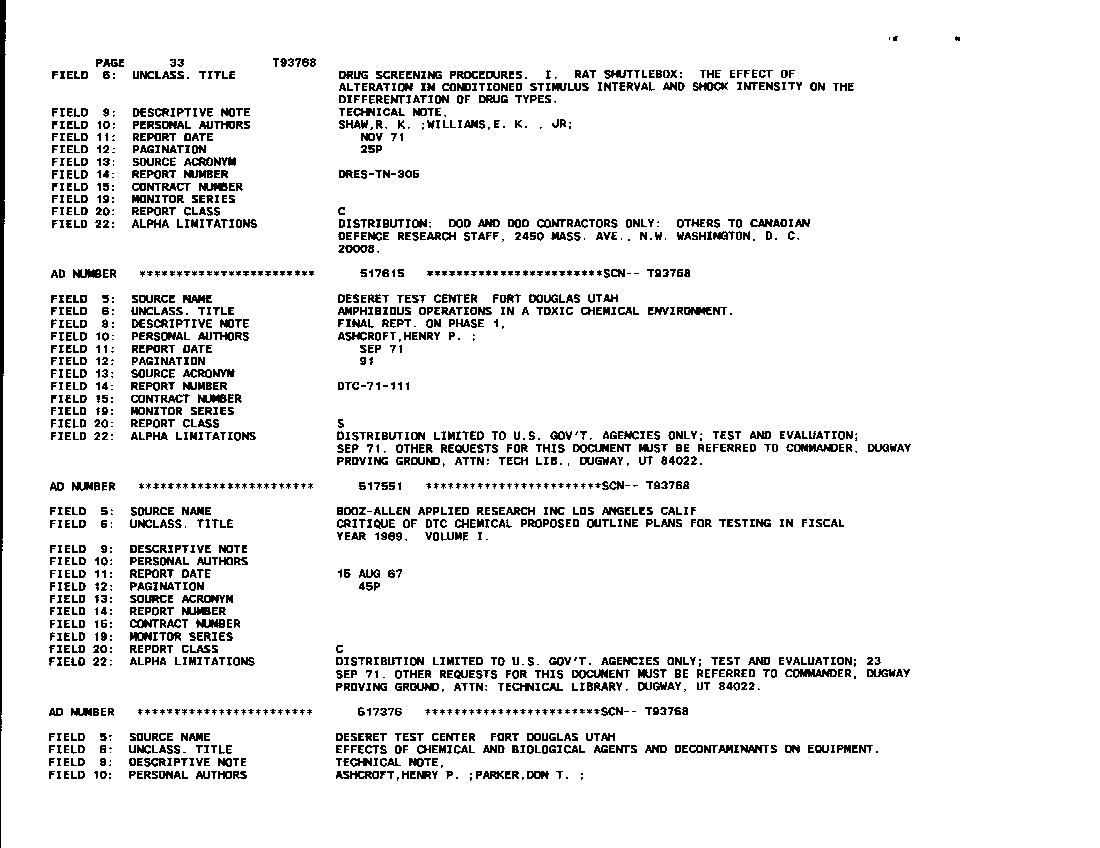 PAGE 33 T93768
FIELD 6: UNCLASS. TITLE DRUG SCREENING PROCEDURES. I. RAT SHUTTLEBOX: THE EFFECT OF
ALTERATION IN CONDITIONED STIMULUS INTERVAL AND SHOCK INTENSITY ON THE
DIFFERENTIATION OF DRUG TYPES.
FIELD 9: DESCRIPTIVE NOTE TECHNICAL NOTE,
FIELD 10: PERSONAL AUTHORS SHAW,R. K. ;WILLIAMS,E. K. , JR;
FIELD 11: REPORT DATE NOV 71
FIELD 12: PAGINATION 25P
FIELD 13: SOURCE ACRONYM
FIELD 14: REPORT NUMBER DRES-TN-305
FIELD 15: CONTRACT NUMBER
FIELD 19: MONITOR SERIES
FIELD 20: REPORT CLASS C
FIELD 22: ALPHA LIMITATIONS DISTRIBUTION: DOD AND DOD CONTRACTORS ONLY: OTHERS TO CANADIAN
DEFENCE RESEARCH STAFF, 2450 MASS. AVE., N.W. WASHINGTON, D. C.
20008.
AD NUMBER ************************ 517615 ************************SCN-- T93768
FIELD 5: SOURCE NAME DESERET TEST CENTER FORT DOUGLAS UTAH
FIELD 6: UNCLASS. TITLE AMPHIBIOUS OPERATIONS IN A TOXIC CHEMICAL ENVIRONMENT.
FIELD 9: DESCRIPTIVE NOTE FINAL REPT. ON PHASE 1,
FIELD 10: PERSONAL AUTHORS ASHCROFT,HENRY P. ;
FIELD 11: REPORT DATE SEP 71
FIELD 12: PAGINATION 91
FIELD 13: SOURCE ACRONYM
FIELD 14: REPORT NUMBER DTC-71-111
FIELD 15: CONTRACT NUMBER
FIELD 19: MONITOR SERIES
FIELD 20: REPORT CLASS S
FIELD 22: ALPHA LIMITATIONS DISTRIBUTION LIMITED TO U.S. GOV'T. AGENCIES ONLY; TEST AND EVALUATION;
SEP 71. OTHER REQUESTS FOR THIS DOCUMENT MUST BE REFERRED TO COMMANDER, DUGWAY
PROVING GROUND, ATTN: TECH LIB., DUGWAY, UT 84022.
AD NUMBER ************************ 517551 ************************SCN-- T93768
FIELD 5: SOURCE NAME BOOZ-ALLEN APPLIED RESEARCH INC LOS ANGELES CALIF
FIELD 6: UNCLASS. TITLE CRITIQUE OF DTC CHEMICAL PROPOSED OUTLINE PLANS FOR TESTING IN FISCAL
YEAR 1969. VOLUME I.
FIELD 9: DESCRIPTIVE NOTE
FIELD 10: PERSONAL AUTHORS
FIELD 11: REPORT DATE 15 AUG 67
FIELD 12: PAGINATION 45P
FIELD 13: SOURCE ACRONYM
FIELD 14: REPORT NUMBER
FIELD 15: CONTRACT NUMBER
FIELD 19: MONITOR SERIES
FIELD 20: REPORT CLASS C
FIELD 22: ALPHA LIMITATIONS DISTRIBUTION LIMITED TO U.S. GOV'T. AGENCIES ONLY; TEST AND EVALUATION; 23
SEP 71. OTHER REQUESTS FOR THIS DOCUMENT MUST BE REFERRED TO COMMANDER, DUGWAY
PROVING GROUND, ATTN: TECHNICAL LIBRARY, DUGWAY, UT 84022.
AD NUMBER ************************ 517376 ************************SCN-- T93768
FIELD 5: SOURCE NAME DESERET TEST CENTER FORT DOUGLAS UTAH
FIELD 6: UNCLASS. TITLE EFFECTS OF CHEMICAL AND BIOLOGICAL AGENTS AND DECONTAMINANTS ON EQUIPMENT.
FIELD 9: DESCRIPTIVE NOTE TECHNICAL NOTE,
FIELD 10: PERSONAL AUTHORS ASHCROFT,HENRY P. ;PARKER,DON T. ;